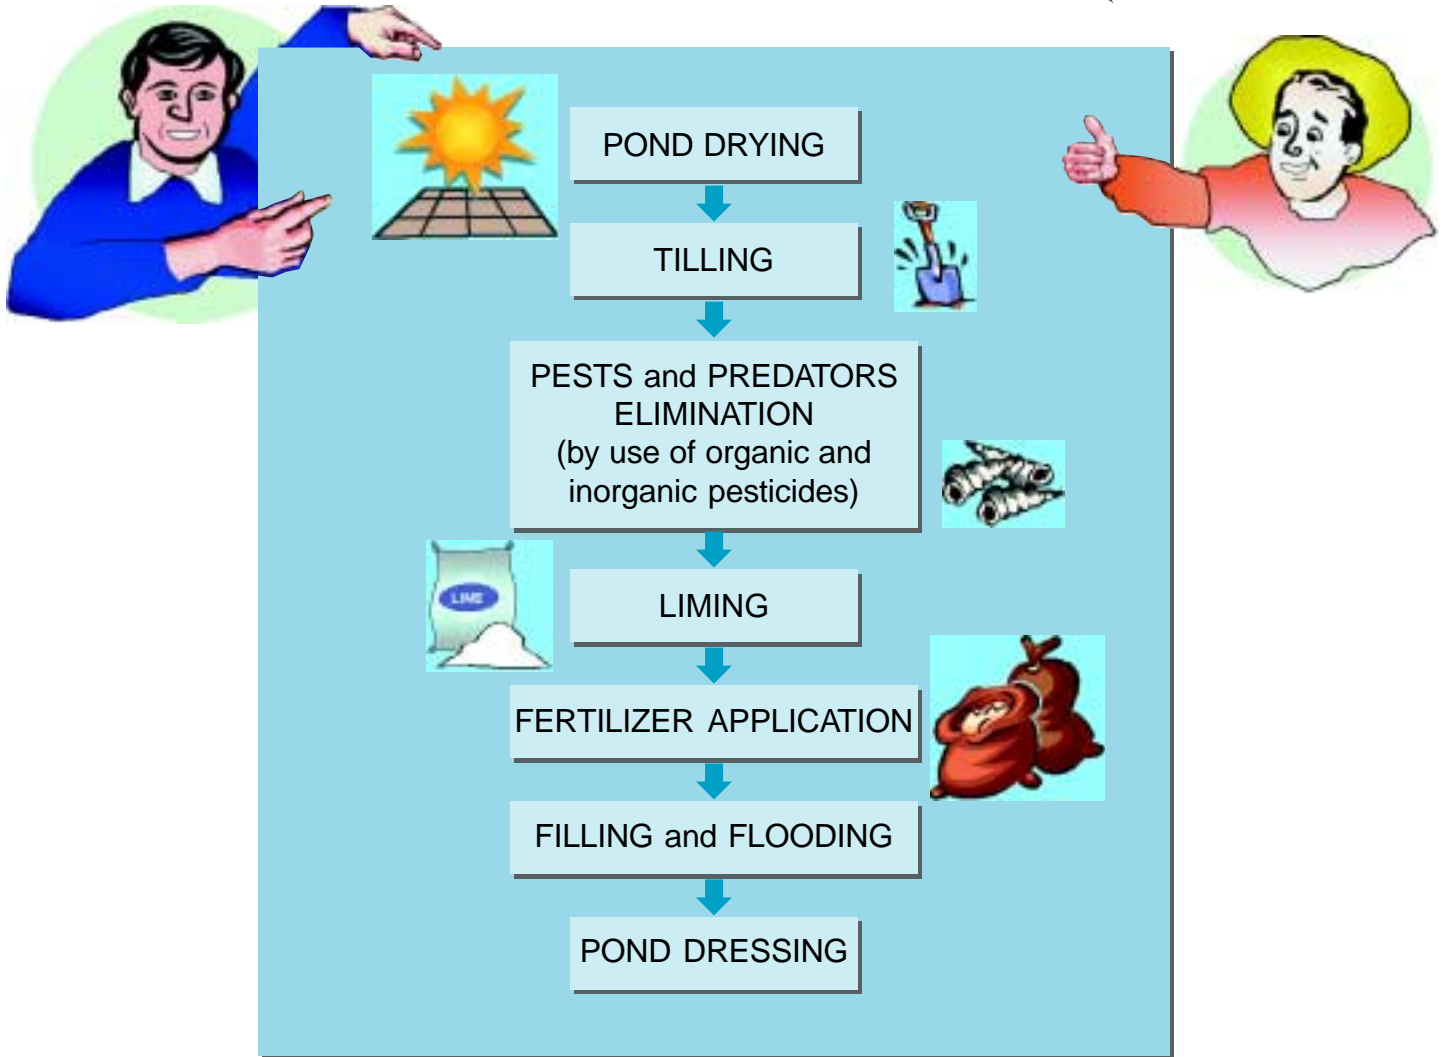 POND DRYING
TILLING
PESTS and PREDATORS
ELIMINATION
(by use of organic and
inorganic pesticides)
LIME
LIMING
FERTILIZER APPLICATION
FILLING and FLOODING
POND DRESSING